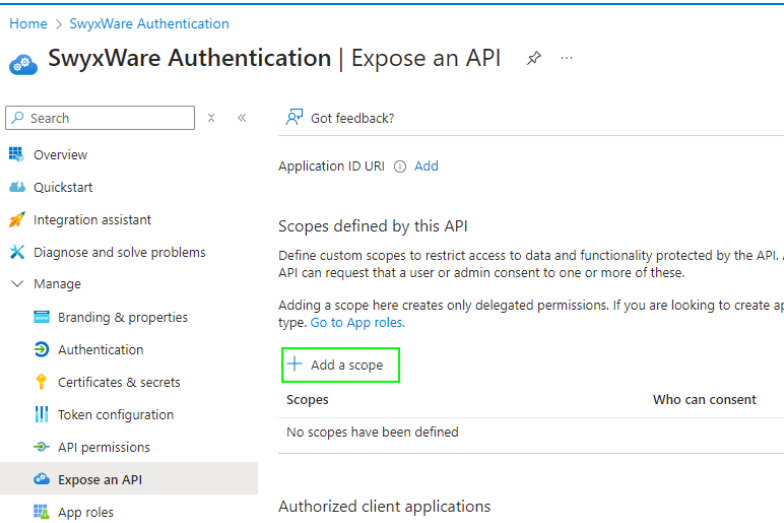 Home > SwyxWare Authentication
SwyxWare Authentication | Expose an API
Search
Got feedback?
Overview
Application ID URI Add
Quickstart
Integration assistant
Scopes defined by this API
Diagnose and solve problems
Define custom scopes to restrict access to data and functionality protected by the API.
API can request that a user or admin consent to one or more of these.
Manage
Adding a scope here creates only delegated permissions. If you are looking to create
type. Go to App roles.
Branding & properties
Authentication
Add a scope
Certificates & secrets
Scopes Who can consent
Token configuration
No scopes have been defined
API permissions
Expose an API
Authorized client applications
App roles